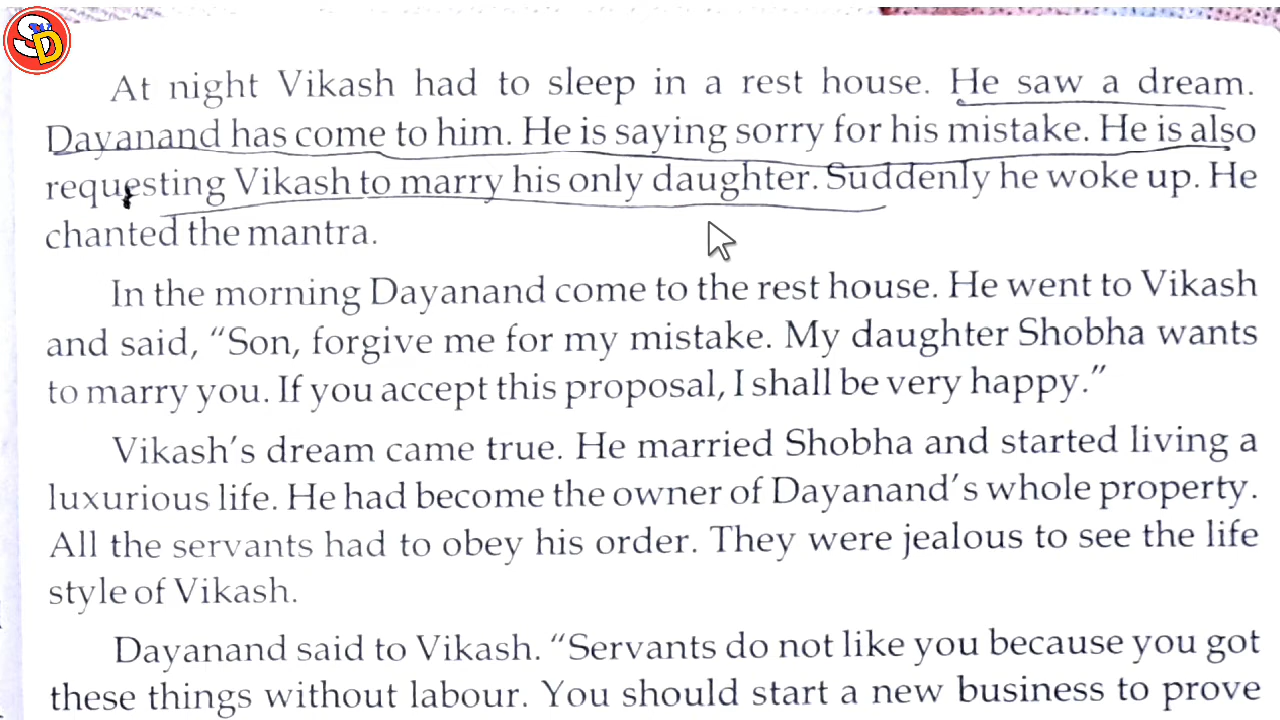 SD
At night Vikash had to sleep in a rest house. He saw a dream.
Dayanand has come to him. He is saying sorry for his mistake. He is also
requesting Vikash to marry his only daughter. Suddenly he woke up. He
chanted the mantra.
In the morning Dayanand come to the rest house. He went to Vikash
and said, “Son, forgive me for my mistake. My daughter Shobha wants
to marry you. If you accept this proposal, I shall be very happy.”
Vikash's dream came true. He married Shobha and started living a
luxurious life. He had become the owner of Dayanand's whole property.
All the servants had to obey his order. They were jealous to see the life
style of Vikash.
Dayanand said to Vikash. “Servants do not like you because you got
these things without labour. You should start a new business to prove